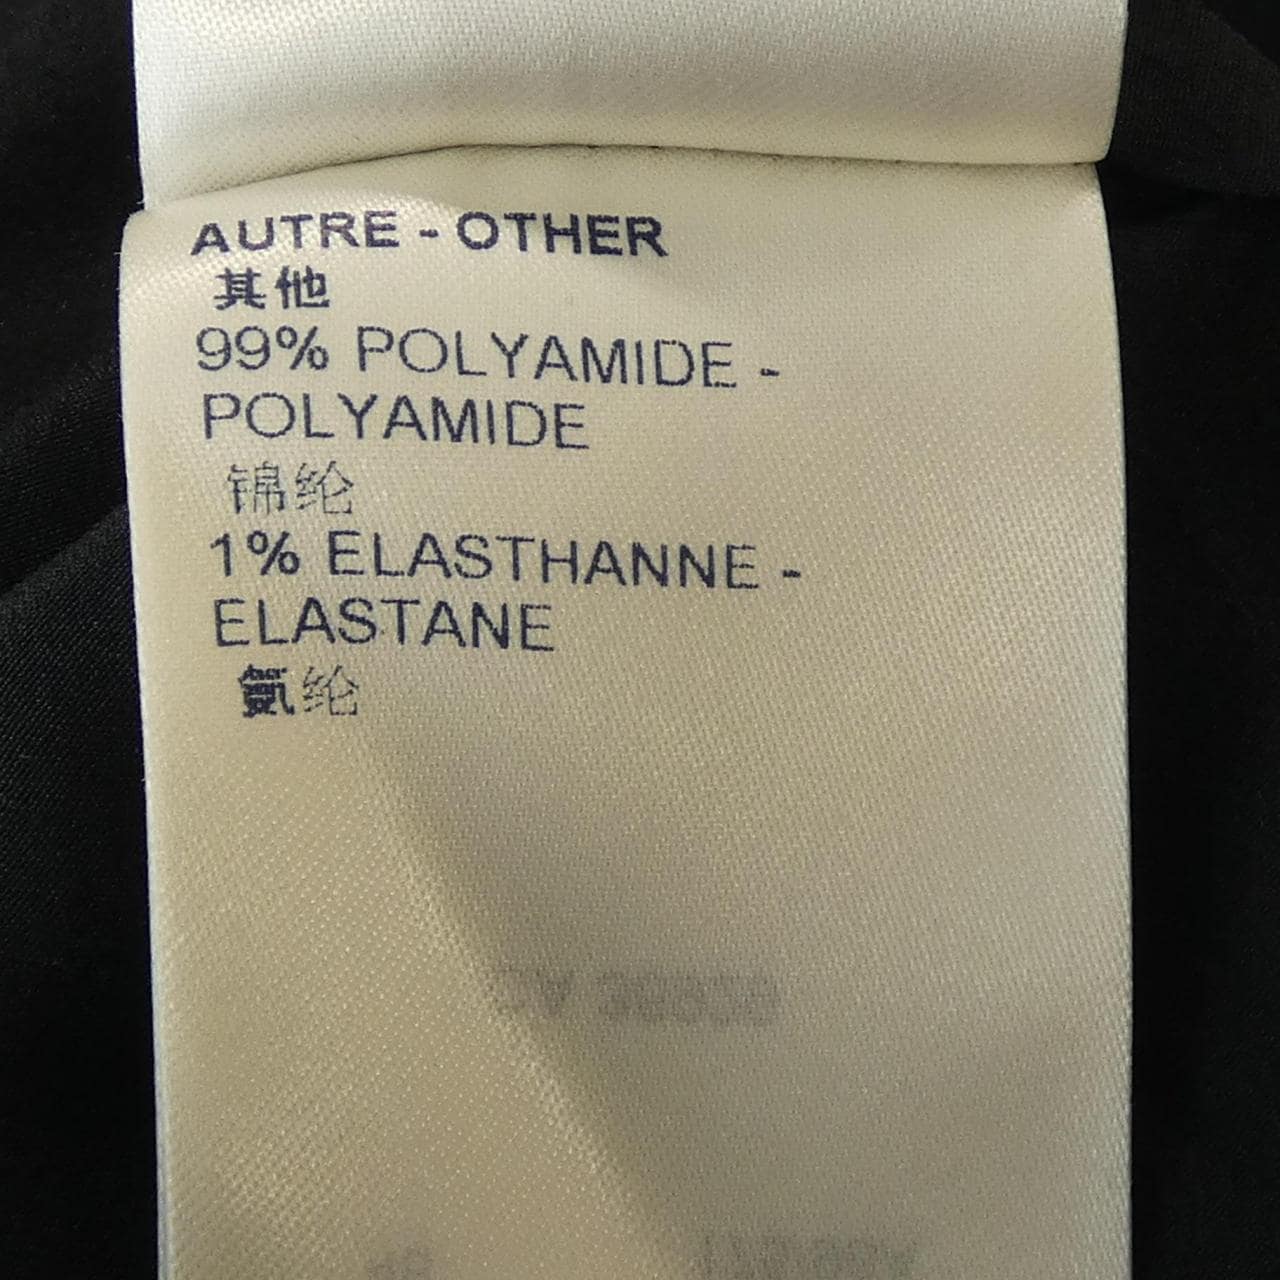 AUTRE - OTHER
其他
99% POLYAMIDE -
POLYAMIDE
锦纶
1% ELASTHANNE -
ELASTANE
氨纶